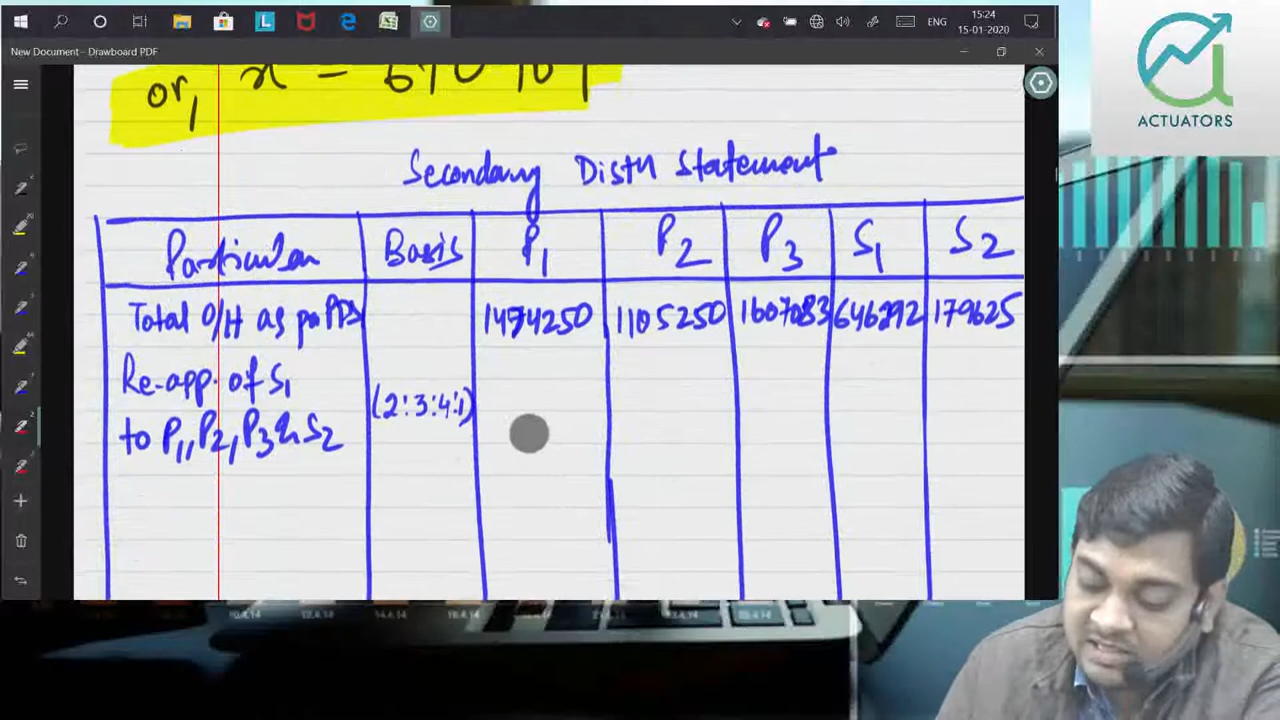 15:24
ENG
15-01-2020
New Document - Drawboard PDF
or,
ACTUATORS
Secondary Distn Statement
Particular Basis P1 P2 P3 S1 S2
Total O/H as per PDS 1474250 1105250 1607083 646292 179625
Re-app. of S1
to P1, P2, P3 & S2 (2:3:4:1)